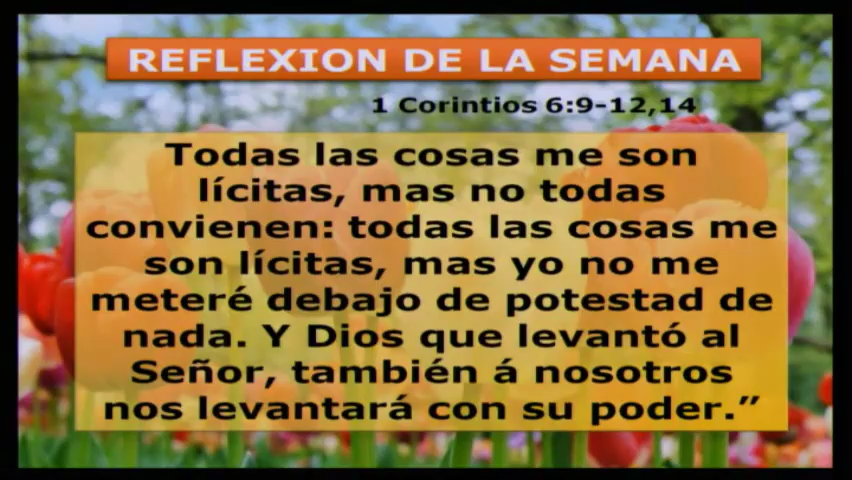 REFLEXION DE LA SEMANA
1 Corintios 6:9-12,14
Todas las cosas me son
lícitas, mas no todas
convienen: todas las cosas me
son lícitas, mas yo no me
meteré debajo de potestad de
nada. Y Dios que levantó al
Señor, también á nosotros
nos levantará con su poder.”